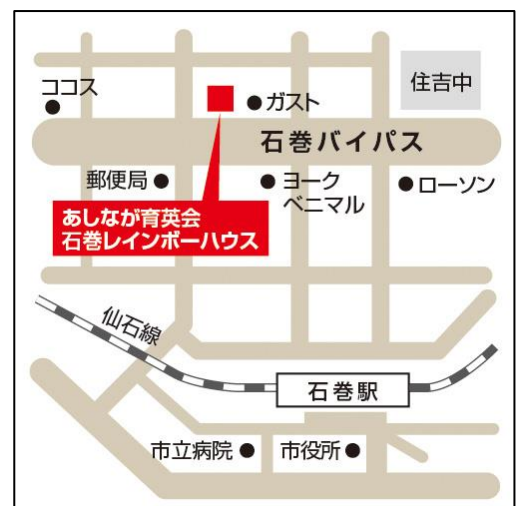 ココス
ガスト
住吉中
石巻バイパス
郵便局
ヨーク
ベニマル
ローソン
あしなが育英会
石巻レインボーハウス
仙石線
石巻駅
市立病院
市役所